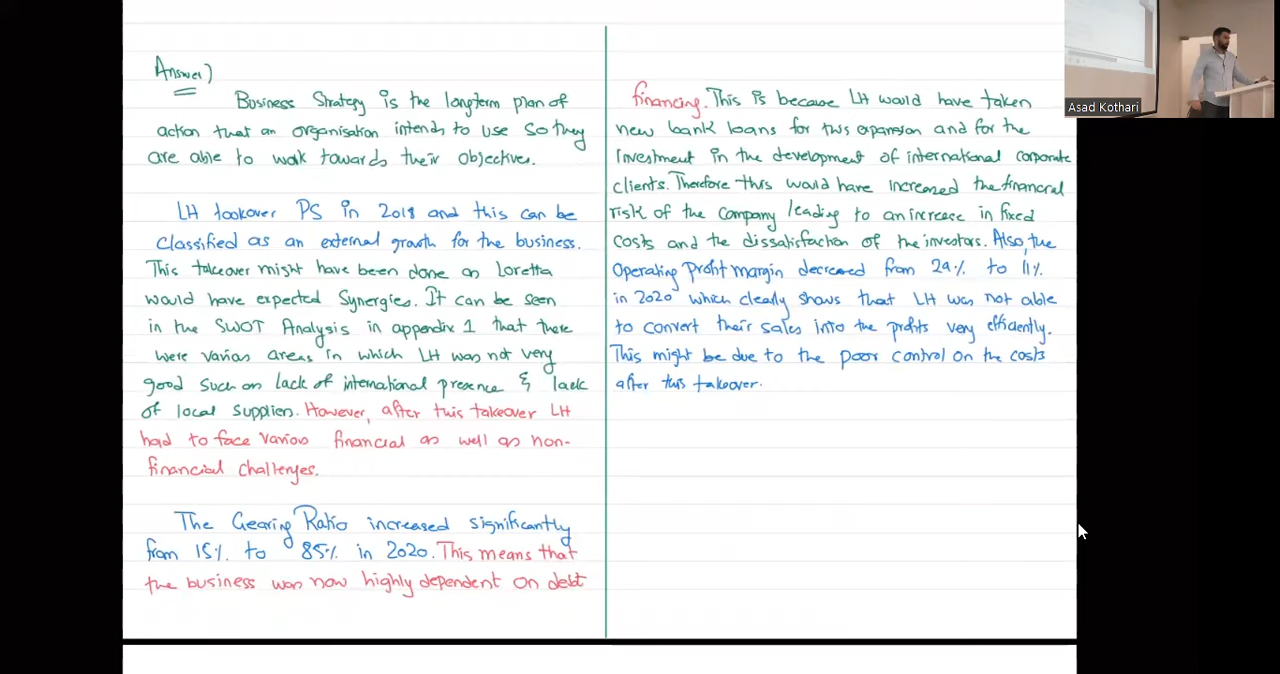 Answer)
Business Strategy is the longterm plan of
action that an organisation intends to use so they
are able to work towards their objectives.
LH tookover PS in 2018 and this can be
classified as an external growth for the business.
This takeover might have been done as Loretta
would have expected Synergies. It can be seen
in the SWOT Analysis in appendix 1 that there
were various areas in which LH was not very
good such as lack of international presence & lack
of local suppliers. However, after this takeover LH
had to face various financial as well as non-
financial challenges.
The Gearing Ratio increased significantly
from 15% to 85% in 2020. This means that
the business was now highly dependent on debt
financing. This is because LH would have taken
new bank loans for this expansion and for the
investment in the development of international corporate
clients. Therefore this would have increased the financial
risk of the company leading to an increase in fixed
costs and the dissatisfaction of the investors. Also, the
Operating Profit margin decreased from 29% to 11%
in 2020 which clearly shows that LH was not able
to convert their sales into the profits very efficiently.
This might be due to the poor control on the costs
after this takeover.
Asad Kothari